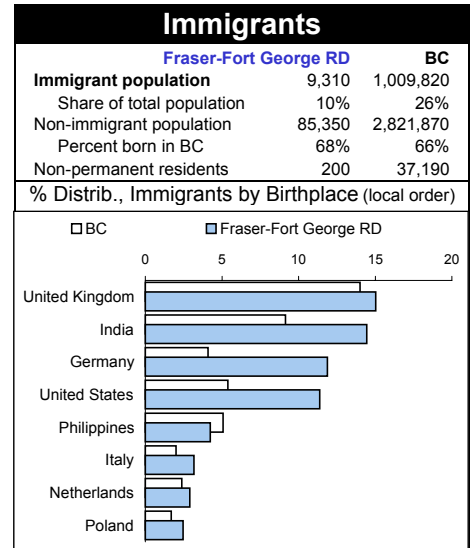 Immigrants
Fraser-Fort George RD BC
Immigrant population 9,310 1,009,820
Share of total population 10% 26%
Non-immigrant population 85,350 2,821,870
Percent born in BC 68% 66%
Non-permanent residents 200 37,190
% Distrib., Immigrants by Birthplace (local order)
BC Fraser-Fort George RD
0 5 10 15 20
United Kingdom
India
Germany
United States
Philippines
Italy
Netherlands
Poland